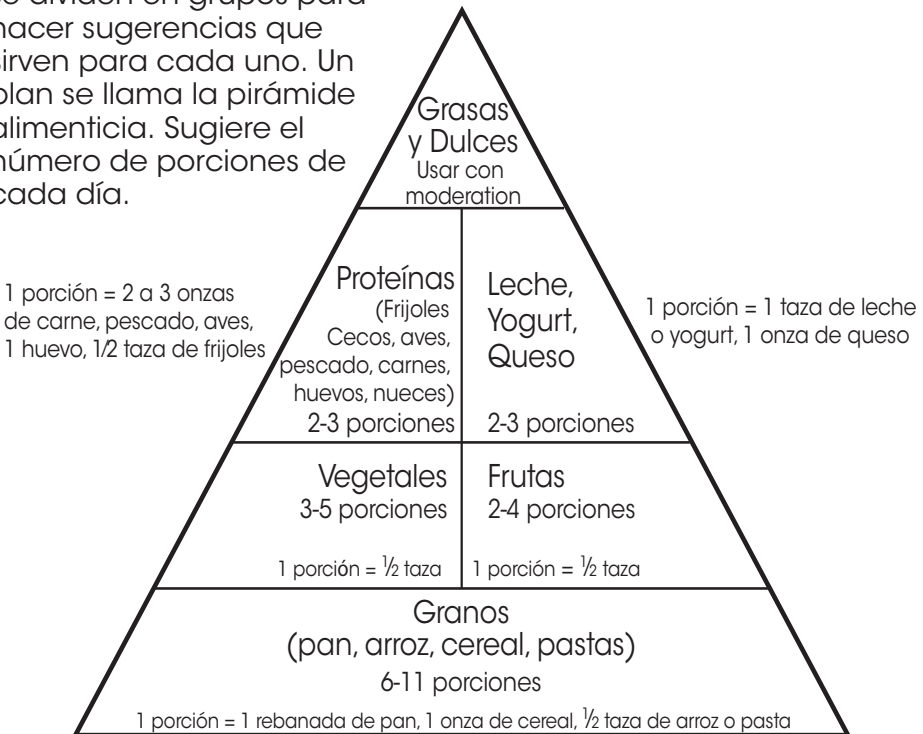 se dividen en grupos para
hacer sugerencias que
sirven para cada uno. Un
plan se llama la pirámide
alimenticia. Sugiere el
número de porciones de
cada día.
Grasas
y Dulces
Usar con
moderation
1 porción = 2 a 3 onzas
de carne, pescado, aves,
1 huevo, 1/2 taza de frijoles
Proteínas
(Frijoles
Cecos, aves,
pescado, carnes,
huevos, nueces)
2-3 porciones
Leche,
Yogurt,
Queso
2-3 porciones
1 porción = 1 taza de leche
o yogurt, 1 onza de queso
Vegetales
3-5 porciones
1 porción = ½ taza
Frutas
2-4 porciones
1 porción = ½ taza
Granos
(pan, arroz, cereal, pastas)
6-11 porciones
1 porción = 1 rebanada de pan, 1 onza de cereal, ½ taza de arroz o pasta